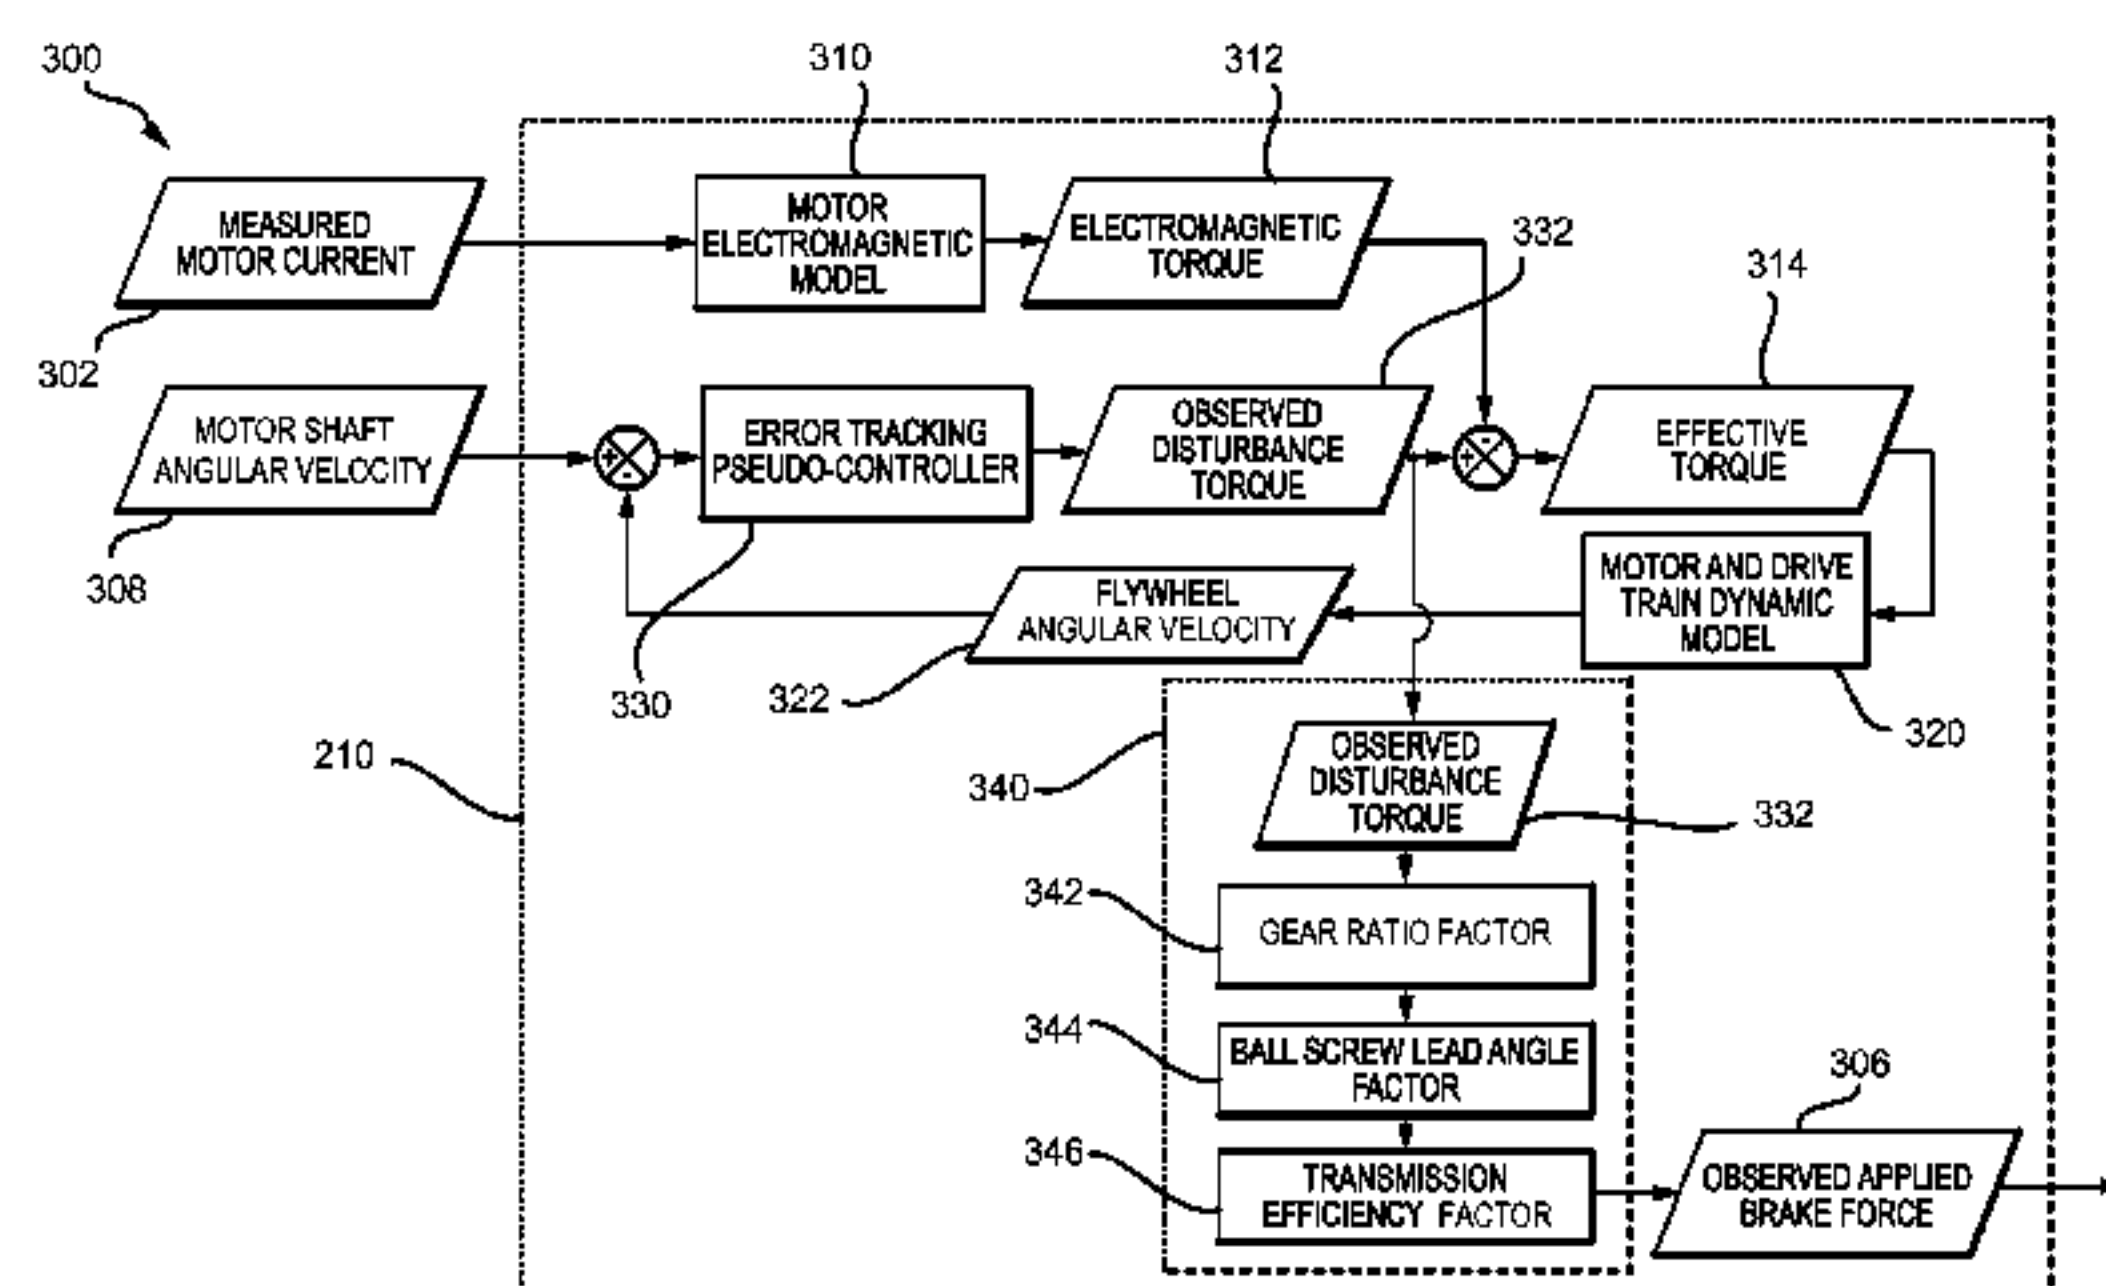 300
310
312
MEASURED
MOTOR CURRENT
MOTOR
ELECTROMAGNETIC
MODEL
ELECTROMAGNETIC
TORQUE
332
314
302
MOTOR SHAFT
ANGULAR VELOCITY
+
-
ERROR TRACKING
PSEUDO-CONTROLLER
OBSERVED
DISTURBANCE
TORQUE
-
+
EFFECTIVE
TORQUE
308
FLYWHEEL
ANGULAR VELOCITY
MOTOR AND DRIVE
TRAIN DYNAMIC
MODEL
330
322
320
210
340
OBSERVED
DISTURBANCE
TORQUE
332
342
GEAR RATIO FACTOR
344
BALL SCREW LEAD ANGLE
FACTOR
306
346
TRANSMISSION
EFFICIENCY FACTOR
OBSERVED APPLIED
BRAKE FORCE